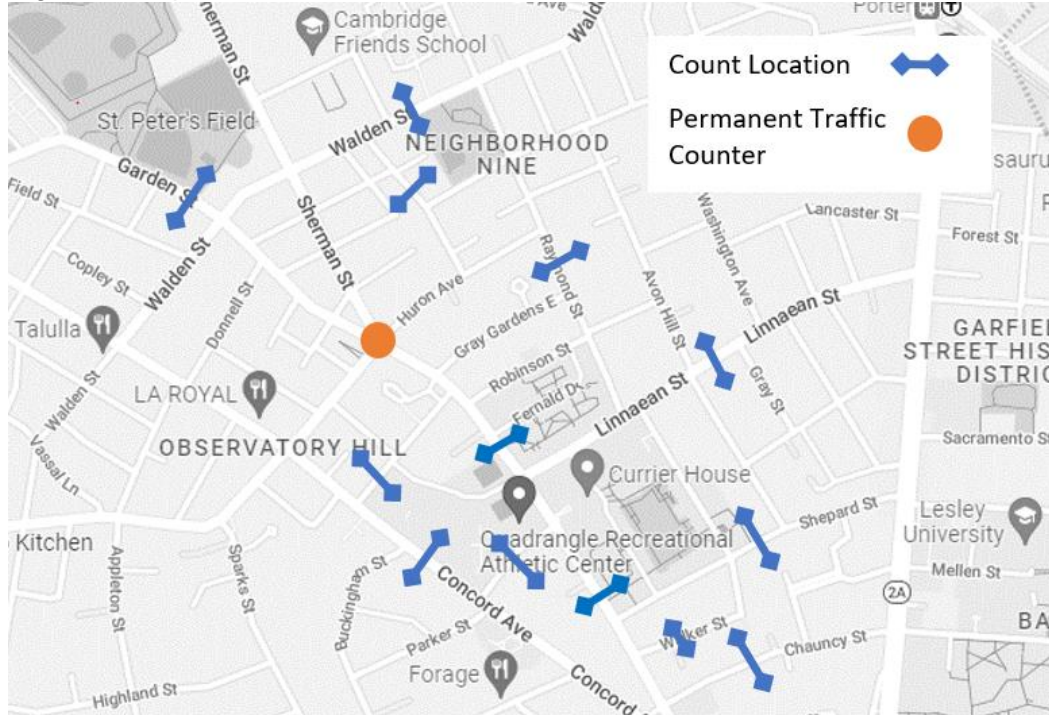 Cambridge
Friends School
Sherman St
Walden St
Porter
Count Location
Permanent Traffic
Counter
St. Peter's Field
Walden St
NEIGHBORHOOD
NINE
Garden St
Field St
Sherman St
Walden St
Copley St
Donnell St
Huron Ave
Raymond St
Washington Ave
Lancaster St
Forest St
Avon Hill St
Linnaean St
Talulla
Gray Gardens E
Robinson St
Fernald Dr
Gray St
GARFIEL
STREET HIS
DISTRIC
LA ROYAL
Walden St
Linnaean St
OBSERVATORY HILL
Vassal Ln
Sacramento St
Currier House
Shepard St
Lesley
University
Kitchen
Quadrangle Recreational
Athletic Center
Appleton St
Sparks St
Buckingham St
Concord Ave
Mellen St
2A
Walker St
Chauncy St
BA
Parker St
Forage
Concord Ave
Highland St